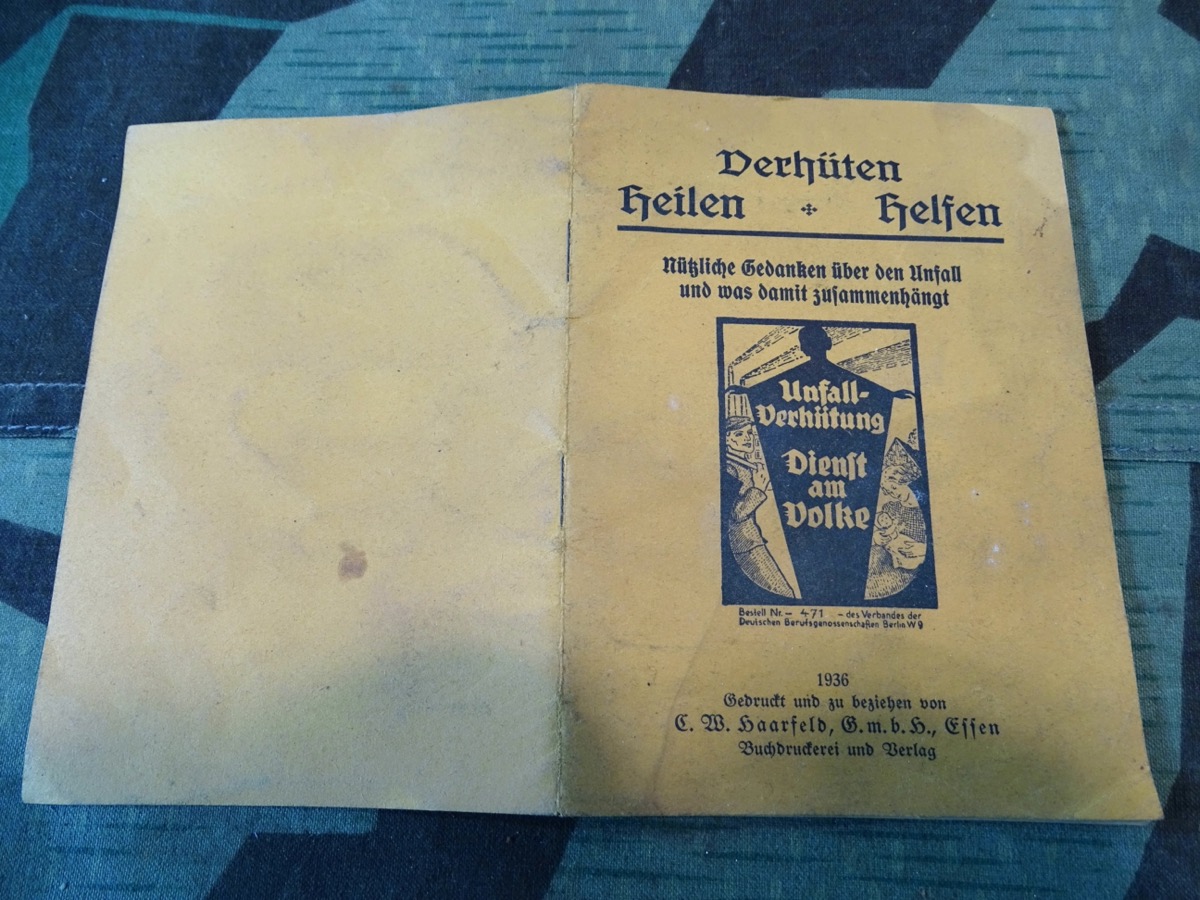 Verhüten
Heilen ✣ Helfen
Nützliche Gedanken über den Unfall
und was damit zusammenhängt
Unfall-
Verhütung
Dienst
am
Volke
Bestell Nr. – 471 – des Verbandes der
Deutschen Berufsgenossenschaften Berlin W 9
1936
Gedruckt und zu beziehen von
C. W. Haarfeld, G. m. b. H., Essen
Buchdruckerei und Verlag